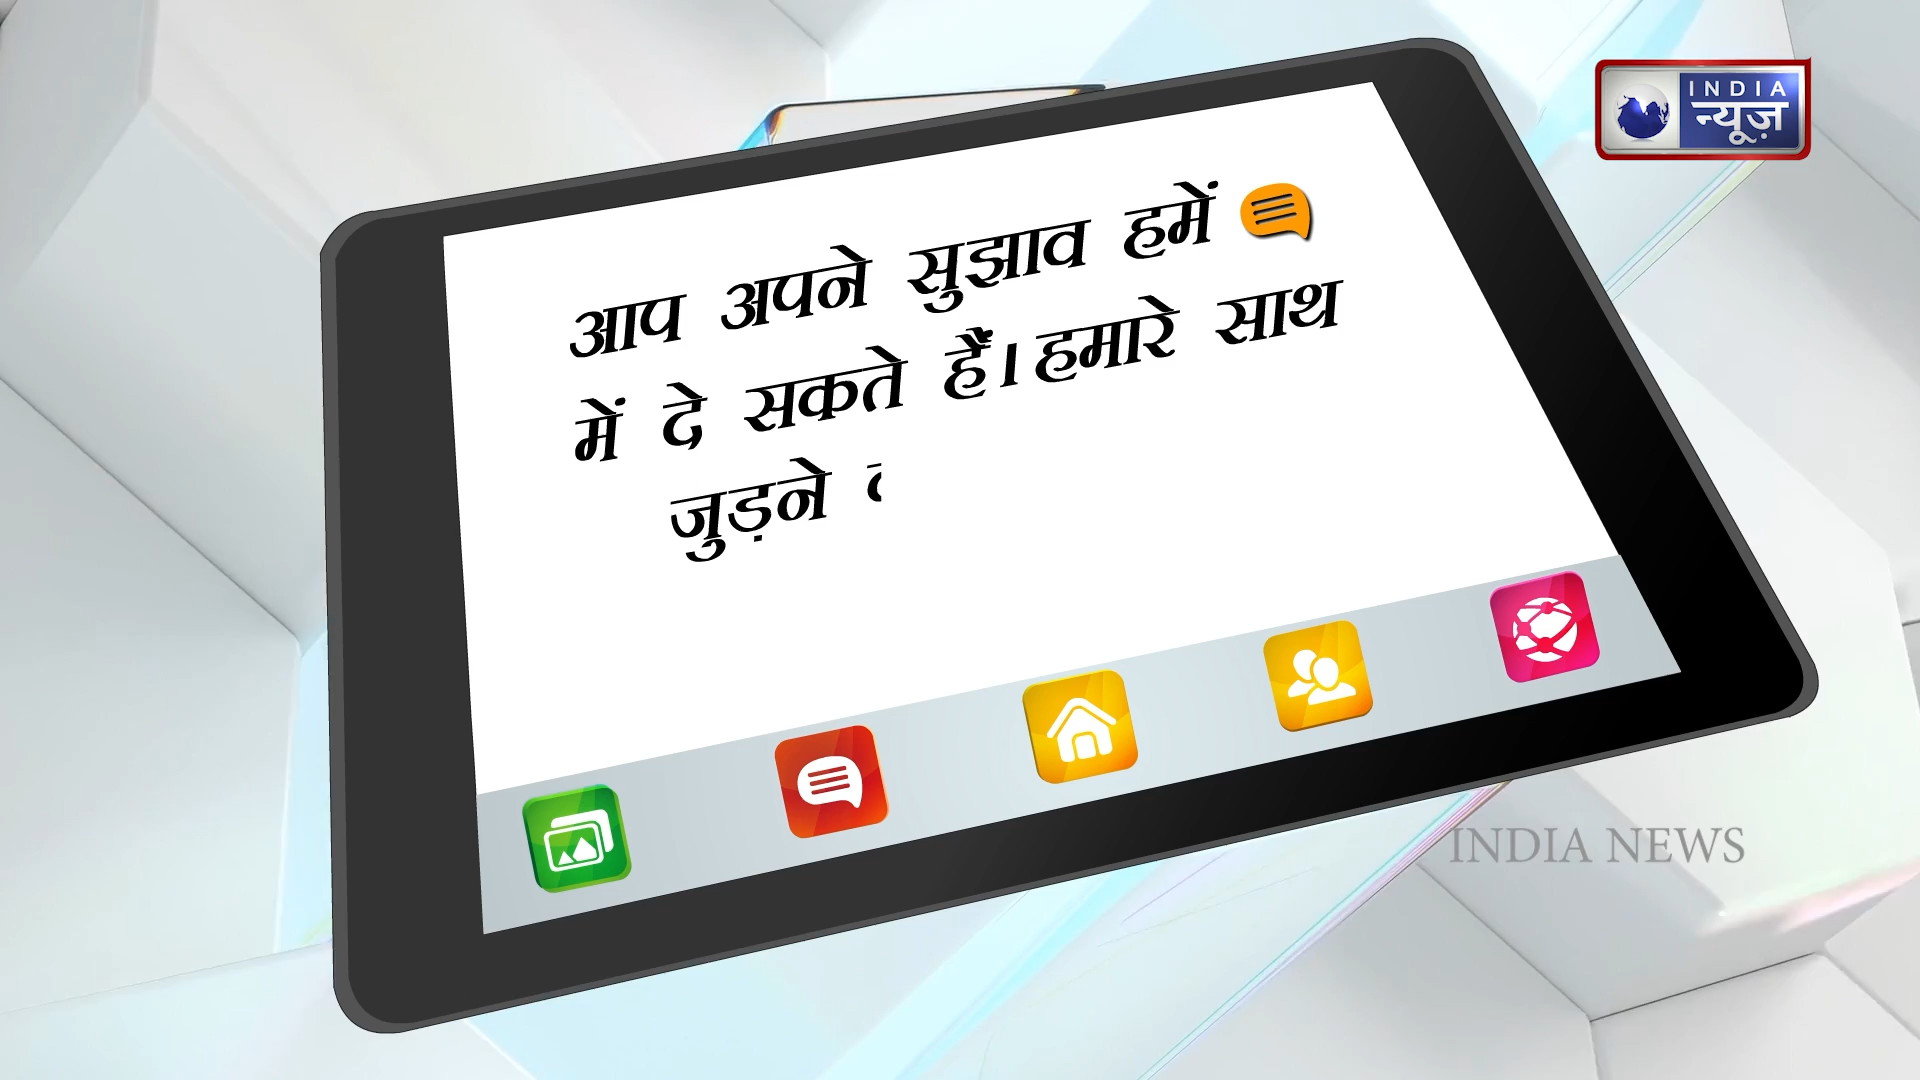 INDIA
न्यूज़
आप अपने सुझाव हमें
में दे सकते हैं। हमारे साथ
जुड़ने
INDIA NEWS